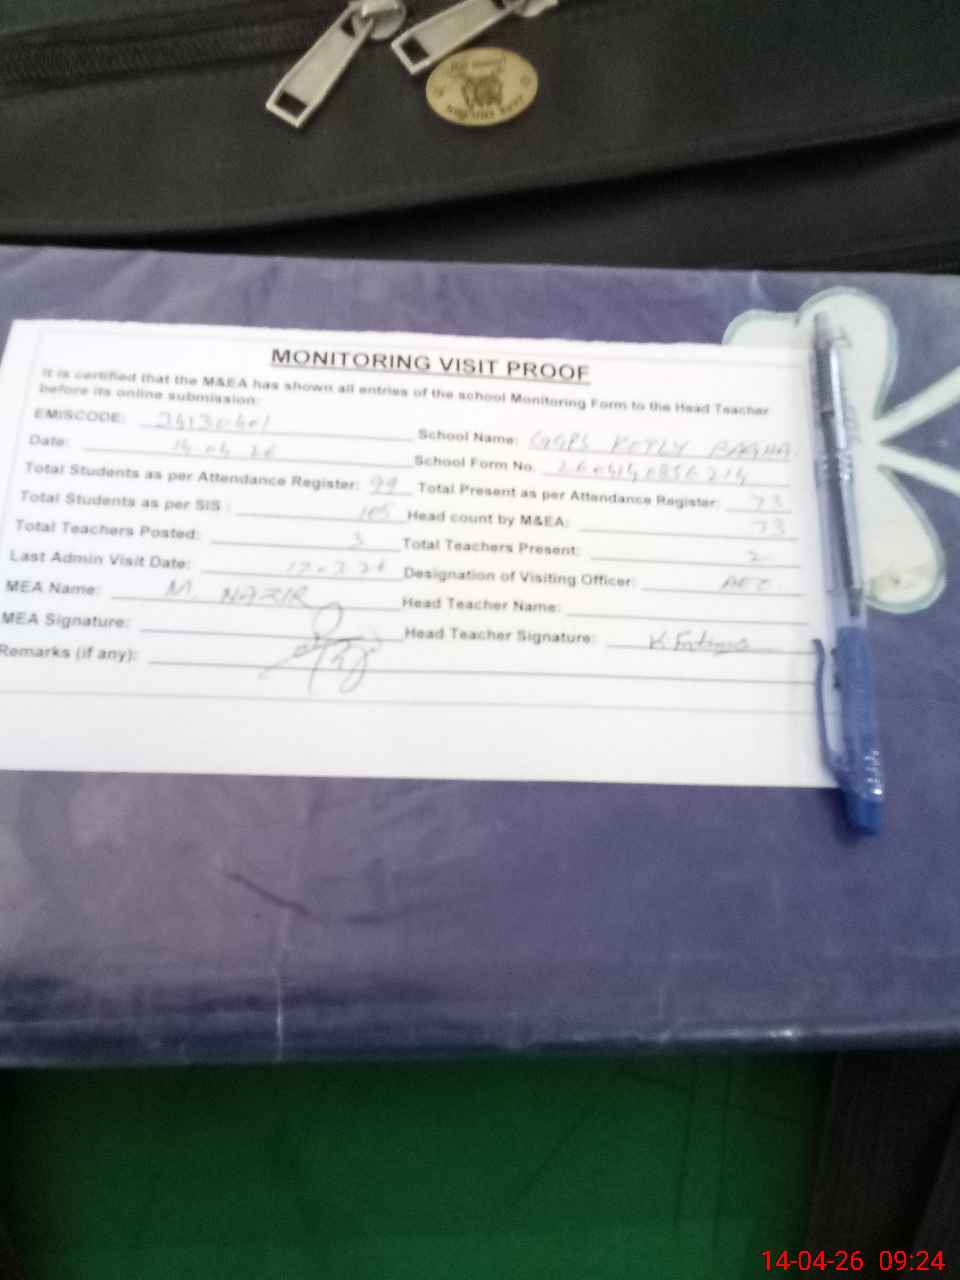 MONITORING VISIT PROOF
It is certified that the M&EA has shown all entries of the school Monitoring Form to the Head Teacher
before its online submission:
EMISCODE: 34130401 School Name: GGPS KOTLY BAGHA
Date: 14.04.26 School Form No.
Total Students as per Attendance Register: 99 Total Present as per Attendance Register: 73
Total Students as per SIS : 105 Head count by M&EA: 73
Total Teachers Posted: 3 Total Teachers Present: 2
Last Admin Visit Date: 17.3.26 Designation of Visiting Officer: AEO
MEA Name: M. NAZIR Head Teacher Name:
MEA Signature: Head Teacher Signature: K Fatima
Remarks (if any):
14-04-26 09:24